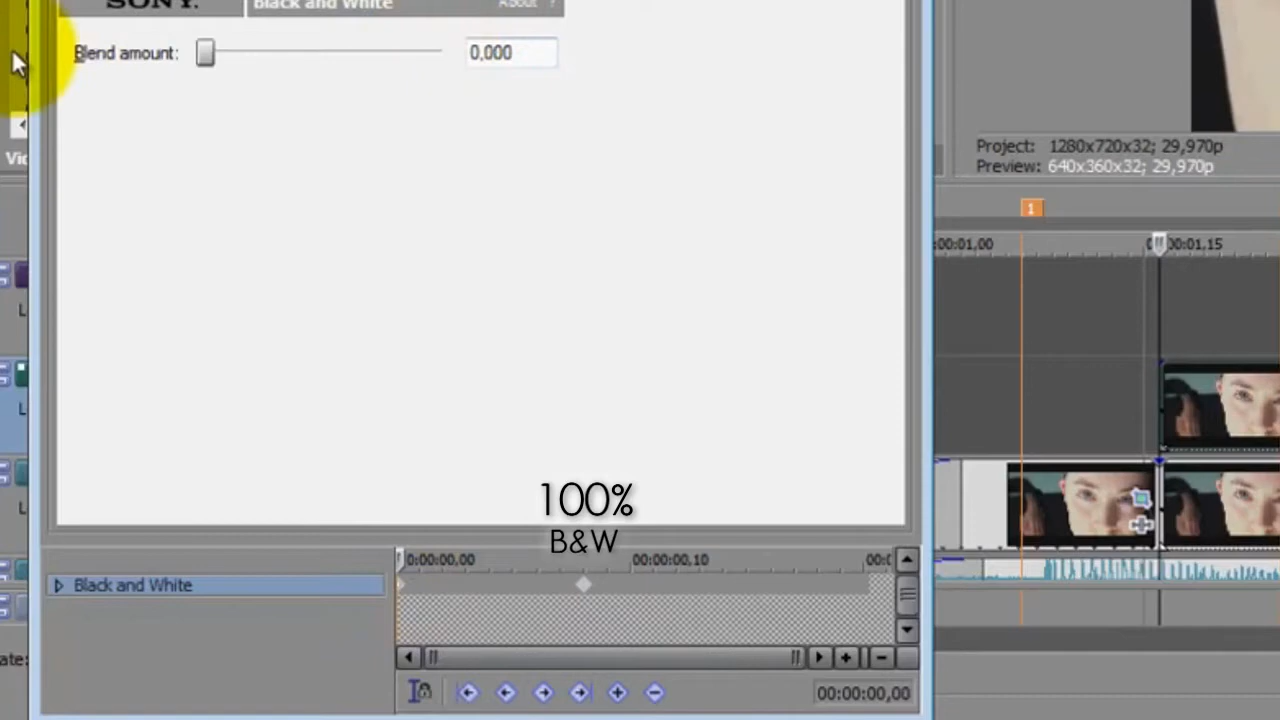 SONY.
Black and White
About ?
Blend amount:
0,000
Project: 1280x720x32; 29,970p
Preview: 640x360x32; 29,970p
1
:00:01,00
00:01,15
100%
B&W
0:00:00,00
00:00:00,10
00:0
Black and White
00:00:00,00